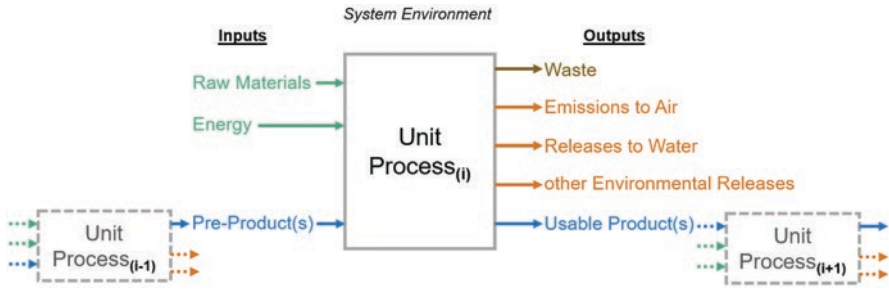 System Environment
Inputs
Outputs
Raw Materials
Energy
Unit
Process(i)
Waste
Emissions to Air
Releases to Water
other Environmental Releases
Unit
Process(i-1)
Pre-Product(s)
Usable Product(s)
Unit
Process(i+1)